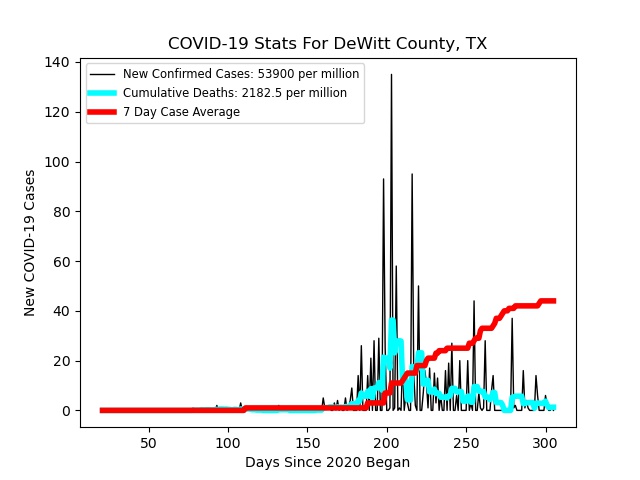 COVID-19 Stats For DeWitt County, TX
New Confirmed Cases: 53900 per million
Cumulative Deaths: 2182.5 per million
7 Day Case Average
New COVID-19 Cases
140
120
100
80
60
40
20
0
50 100 150 200 250 300
Days Since 2020 Began